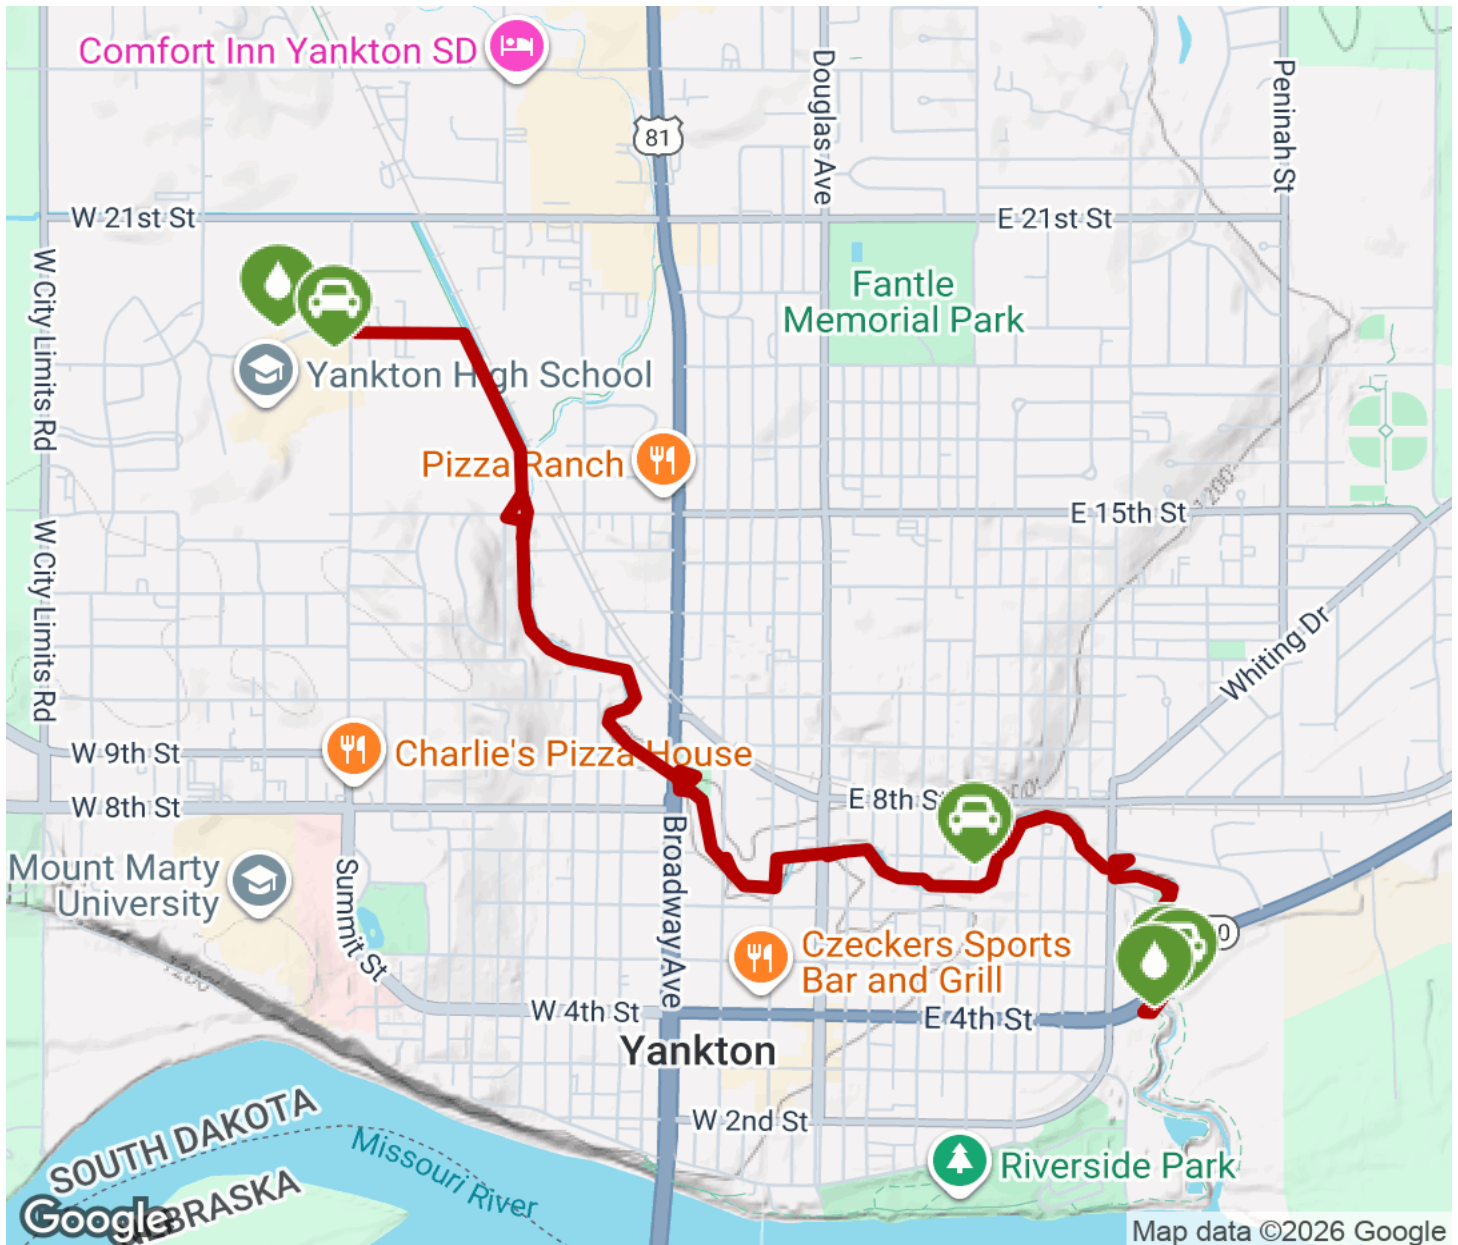 Comfort Inn Yankton SD
81
Douglas Ave
Peninah St
W 21st St
E 21st St
W City Limits Rd
Fantle
Memorial Park
Yankton High School
Pizza Ranch
1200'
E 15th St
W City Limits Rd
Whiting Dr
W 9th St
Charlie's Pizza House
W 8th St
E 8th St
Broadway Ave
Mount Marty
University
Summit St
Czeckers Sports
Bar and Grill
1200'
W 4th St
E 4th St
Yankton
W 2nd St
SOUTH DAKOTA
Missouri River
Riverside Park
NEBRASKA
Google
Map data ©2026 Google